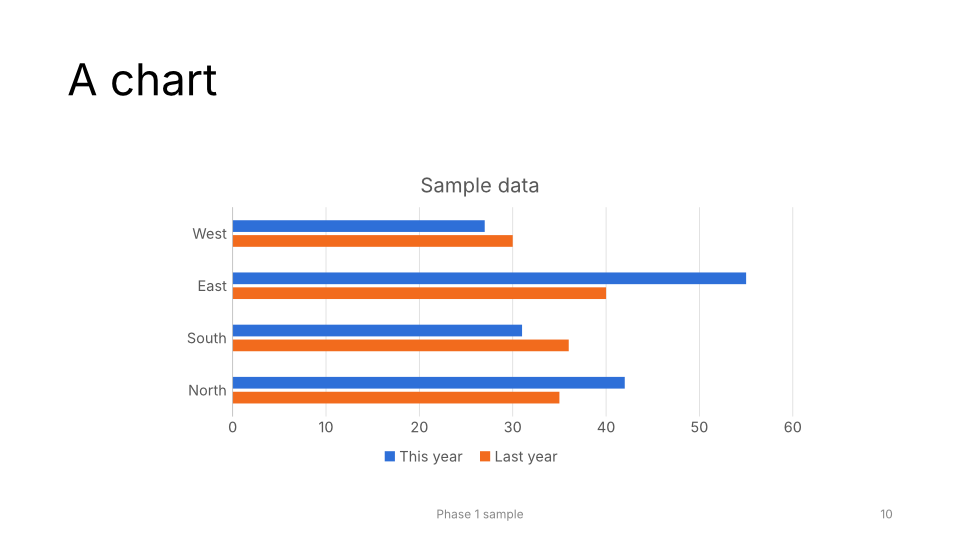 A chart
Sample data
West
East
South
North
0 10 20 30 40 50 60
This year Last year
Phase 1 sample
10